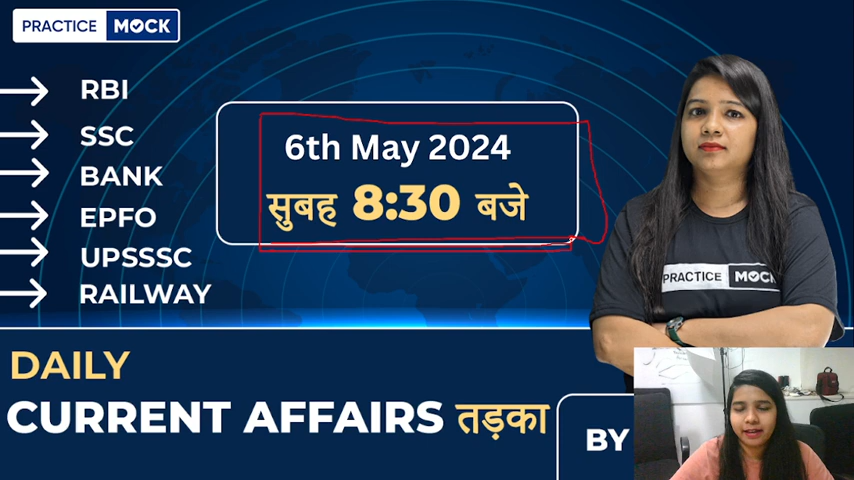 PRACTICE MOCK
RBI
SSC
BANK
EPFO
UPSSSC
RAILWAY
6th May 2024
सुबह 8:30 बजे
PRACTICE MOCK
DAILY
CURRENT AFFAIRS तड़का
BY